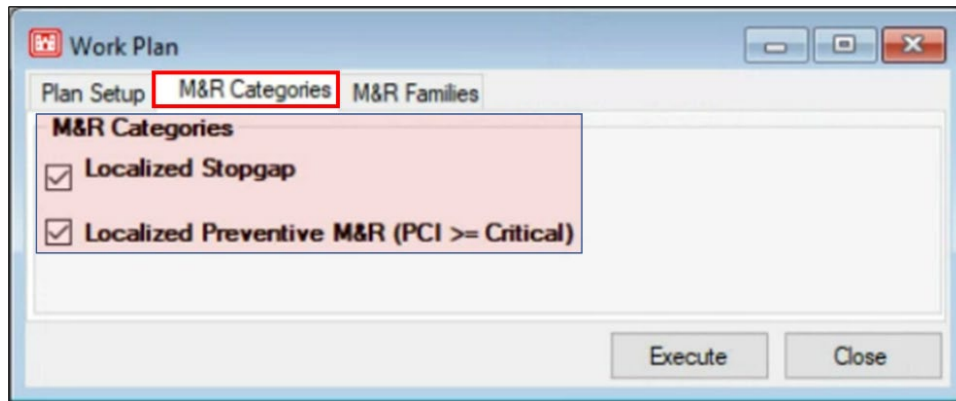 Work Plan
Plan Setup M&R Categories M&R Families
M&R Categories
Localized Stopgap
Localized Preventive M&R (PCI >= Critical)
Execute Close